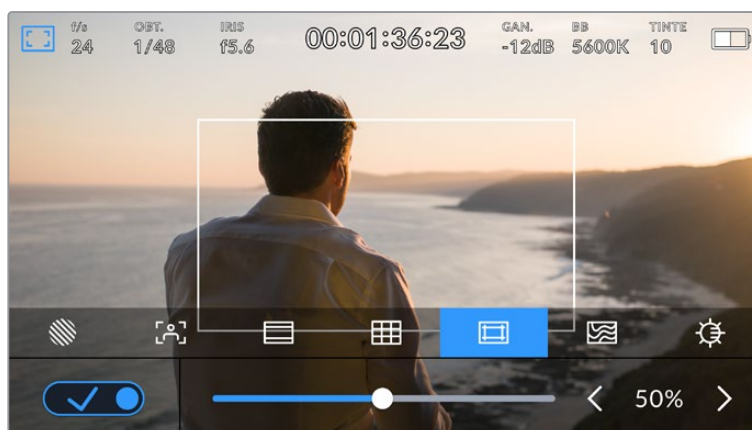 f/s OBT. IRIS 00:01:36:23 GAN. BB TINTE
24 1/48 f5.6 -12dB 5600K 10
50%